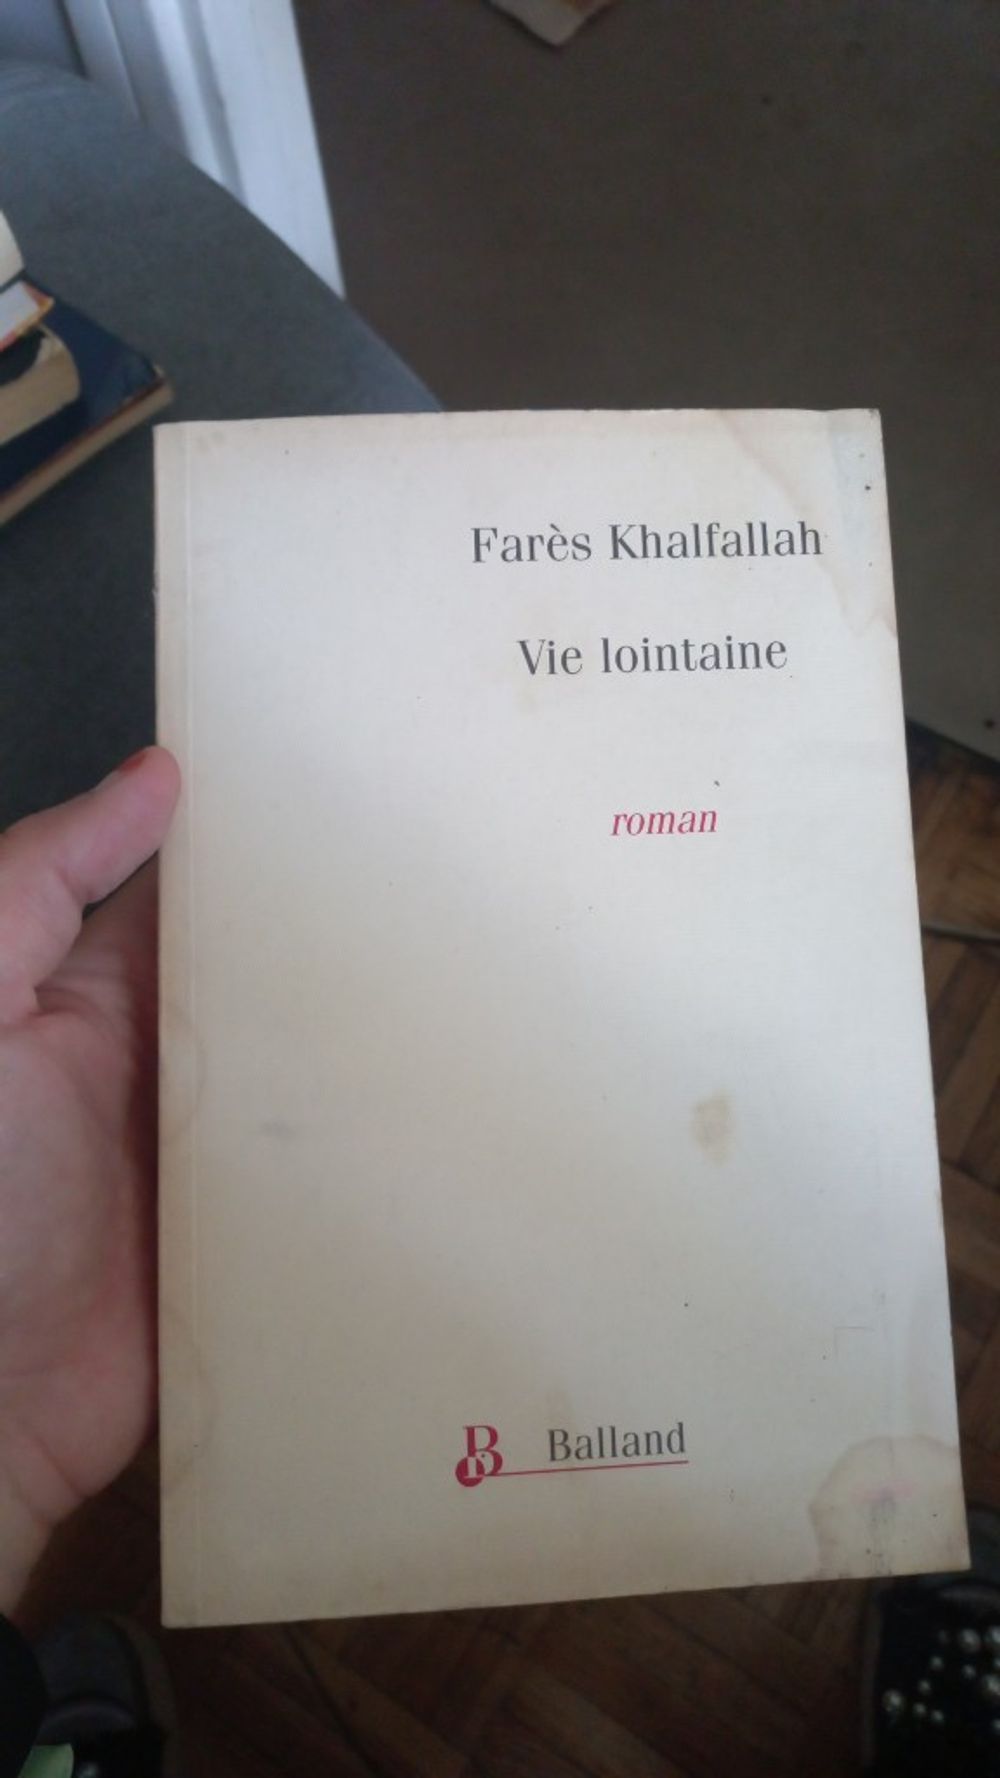 Farès Khalfallah
Vie lointaine
roman
B Balland